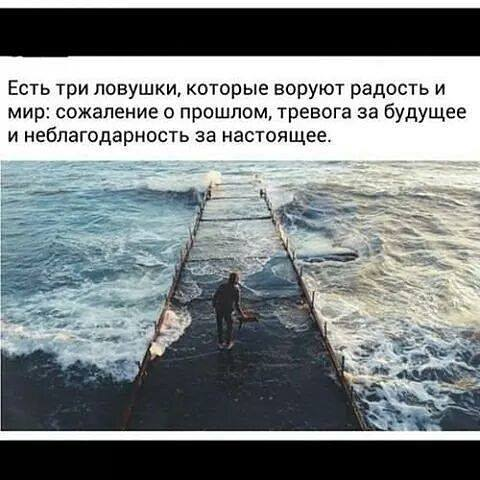 Есть три ловушки, которые воруют радость и
мир: сожаление о прошлом, тревога за будущее
и неблагодарность за настоящее.